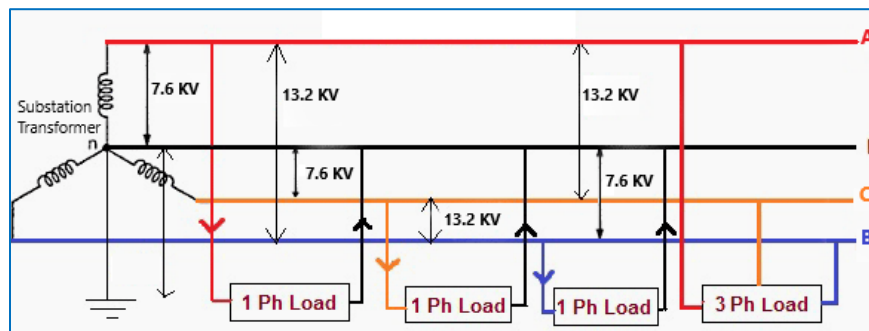 A
7.6 KV
13.2 KV
13.2 KV
Substation
Transformer
n
7.6 KV
7.6 KV
C
13.2 KV
B
1 Ph Load
1 Ph Load
1 Ph Load
3 Ph Load